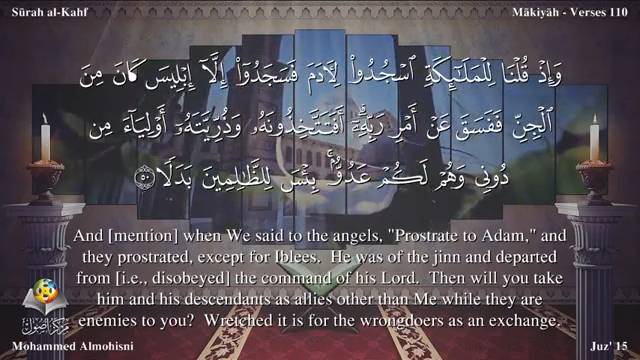 Sūrah al-Kahf
Mākiyàh - Verses 110
وَإِذْ قُلْنَا لِلْمَلَـٰٓئِكَةِ ٱسْجُدُوا۟ لِـَٔادَمَ فَسَجَدُوٓا۟ إِلَّآ إِبْلِيسَ كَانَ مِنَ
ٱلْجِنِّ فَفَسَقَ عَنْ أَمْرِ رَبِّهِۦٓ ۗ أَفَتَتَّخِذُونَهُۥ وَذُرِّيَّتَهُۥٓ أَوْلِيَآءَ مِن
دُونِى وَهُمْ لَكُمْ عَدُوٌّۢ ۚ بِئْسَ لِلظَّـٰلِمِينَ بَدَلًا ٥٠
And [mention] when We said to the angels, "Prostrate to Adam," and
they prostrated, except for Iblees.  He was of the jinn and departed
from [i.e., disobeyed] the command of his Lord.  Then will you take
him and his descendants as allies other than Me while they are
enemies to you?  Wretched it is for the wrongdoers as an exchange.
مركز أصول
Mohammed Almohisni
Juz' 15